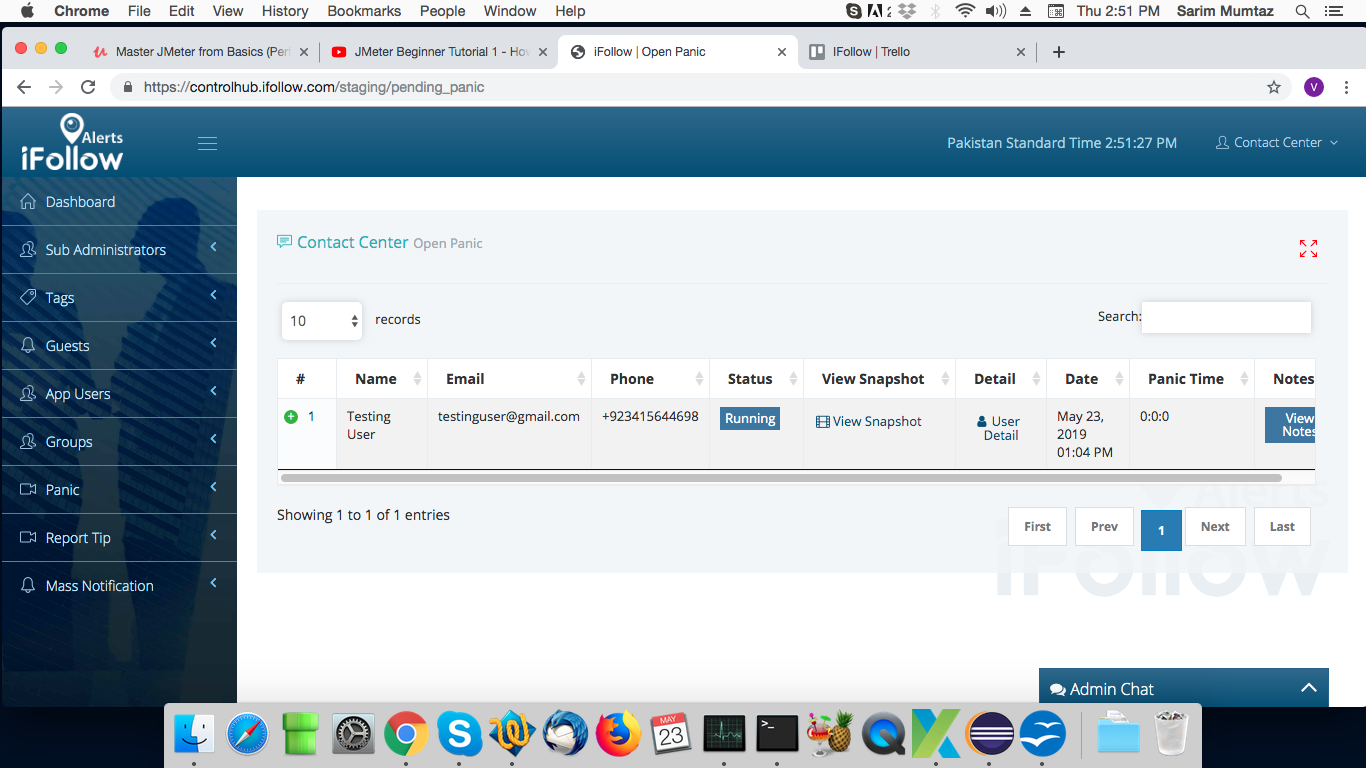 Chrome File Edit View History Bookmarks People Window Help 2 Thu 2:51 PM Sarim Mumtaz
Master JMeter from Basics (Per
JMeter Beginner Tutorial 1 - Ho
iFollow | Open Panic
IFollow | Trello
https://controlhub.ifollow.com/staging/pending_panic
V
Alerts
iFollow
Pakistan Standard Time 2:51:27 PM
Contact Center
Dashboard
Sub Administrators
Tags
Guests
App Users
Groups
Panic
Report Tip
Mass Notification
Contact Center Open Panic
10 records
Search:
# Name Email Phone Status View Snapshot Detail Date Panic Time Notes
1 Testing User testinguser@gmail.com +923415644698 Running View Snapshot User Detail May 23, 2019 01:04 PM 0:0:0 View Notes
Showing 1 to 1 of 1 entries
First Prev 1 Next Last
Alerts
iFollow
Admin Chat
MAY
23